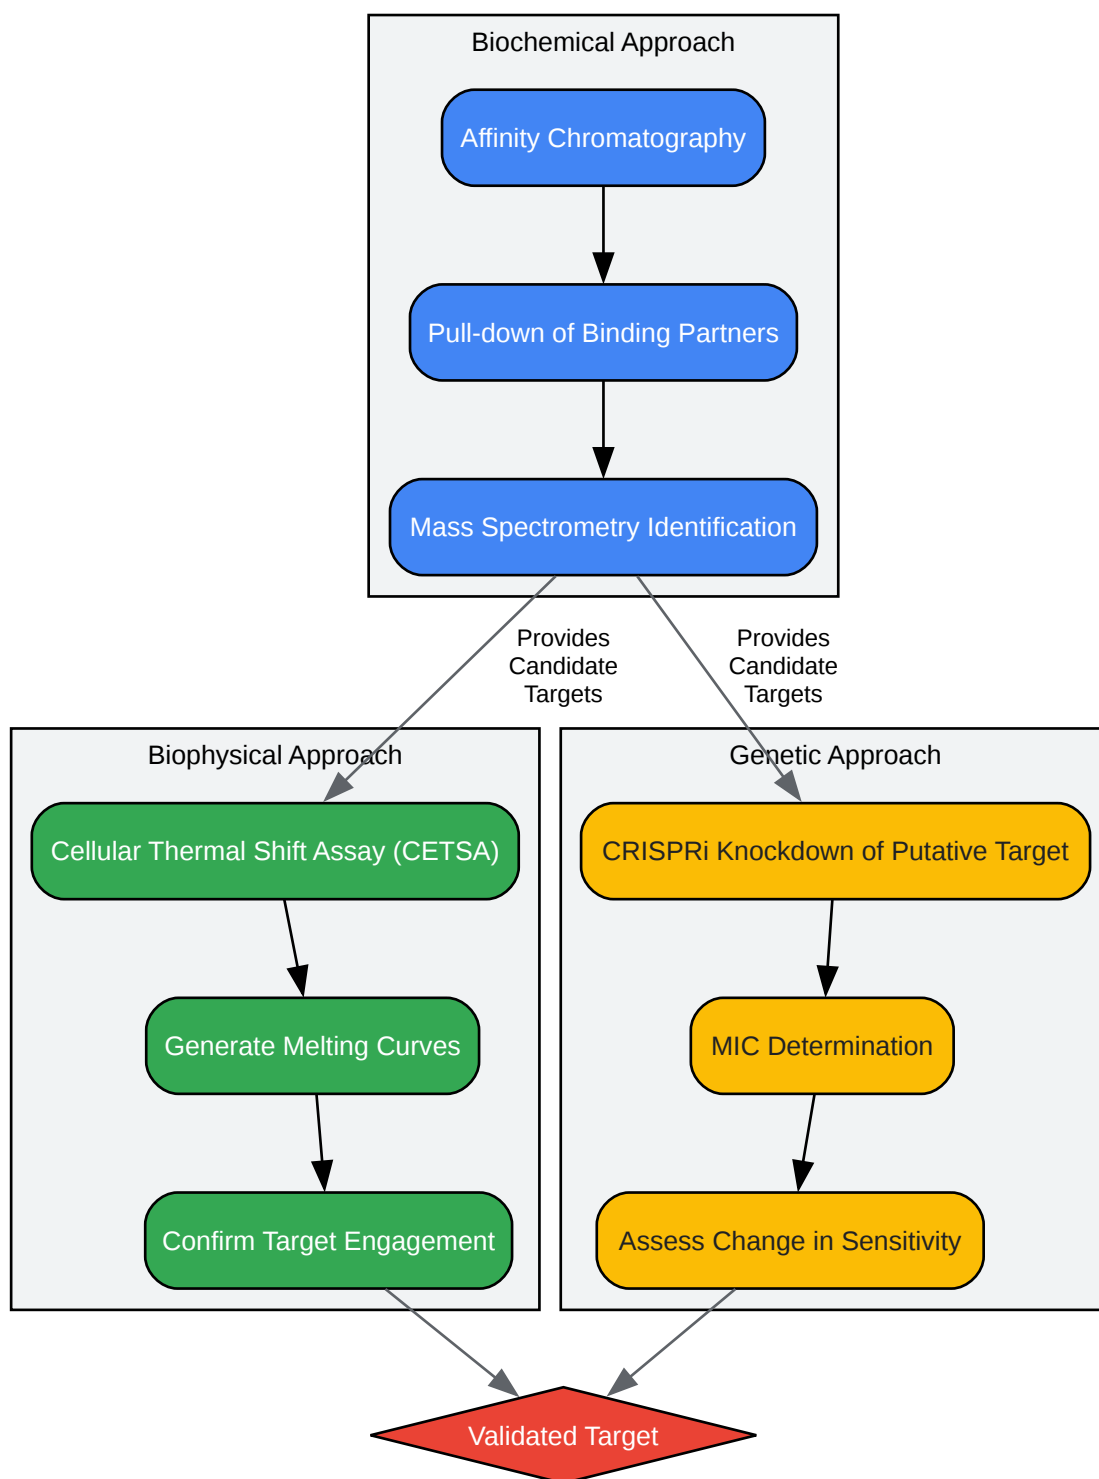 Biochemical Approach
Affinity Chromatography
Pull-down of Binding Partners
Mass Spectrometry Identification
Provides
Candidate
Targets
Provides
Candidate
Targets
Biophysical Approach
Cellular Thermal Shift Assay (CETSA)
Generate Melting Curves
Confirm Target Engagement
Genetic Approach
CRISPRi Knockdown of Putative Target
MIC Determination
Assess Change in Sensitivity
Validated Target